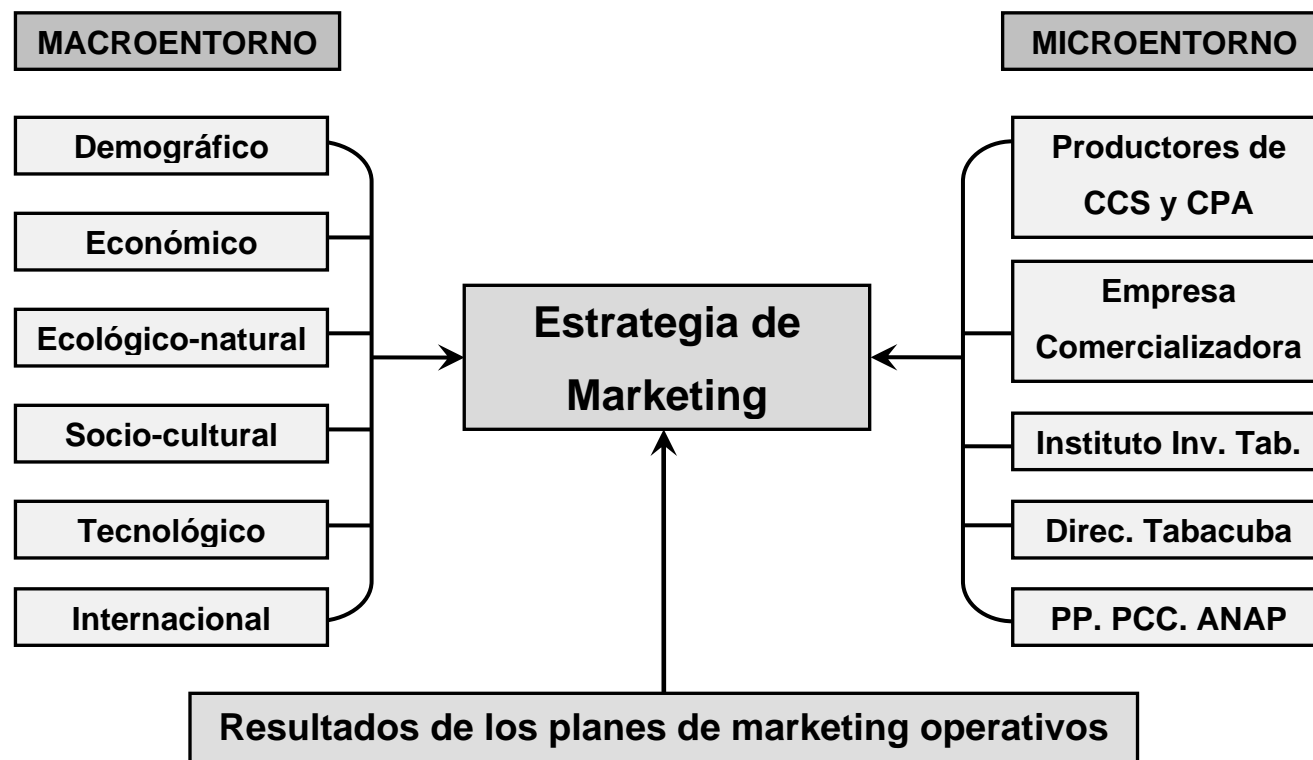 MACROENTORNO
Demográfico
Económico
Ecológico-natural
Socio-cultural
Tecnológico
Internacional
Estrategia de
Marketing
MICROENTORNO
Productores de
CCS y CPA
Empresa
Comercializadora
Instituto Inv. Tab.
Direc. Tabacuba
PP. PCC. ANAP
Resultados de los planes de marketing operativos